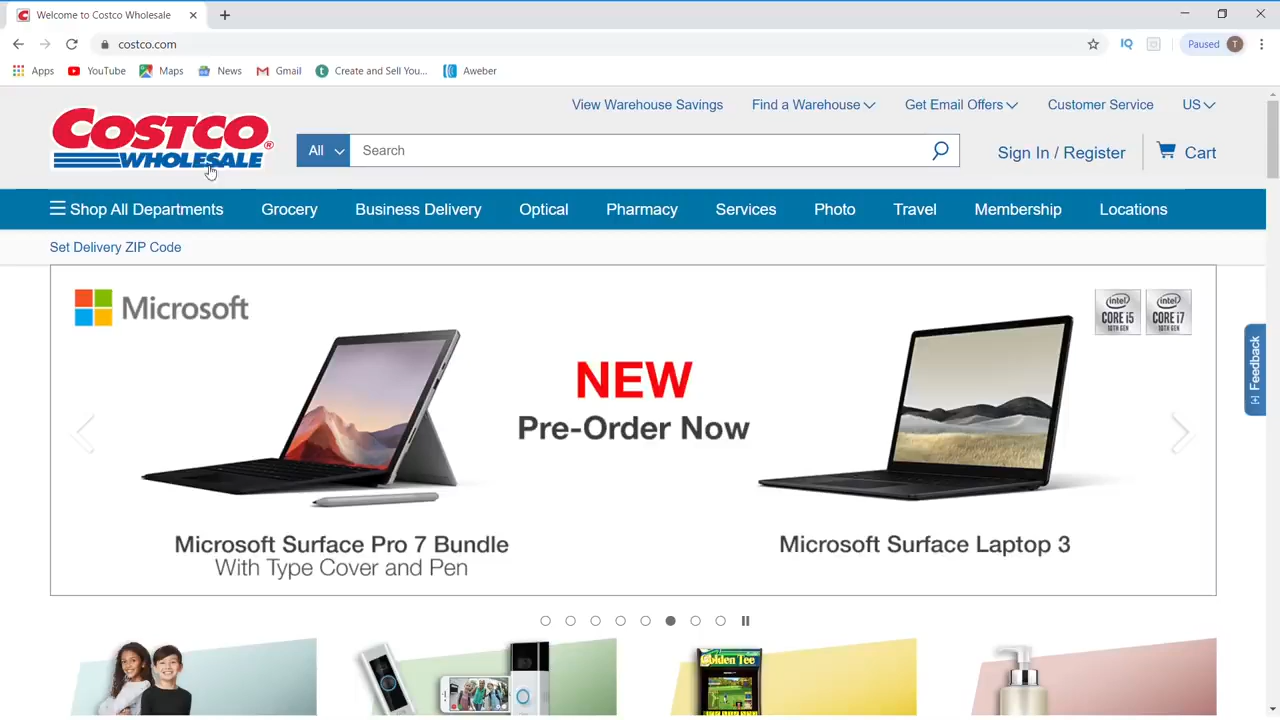 Welcome to Costco Wholesale
costco.com
IQ
Paused
T
Apps
YouTube
Maps
News
Gmail
Create and Sell You...
Aweber
View Warehouse Savings
Find a Warehouse
Get Email Offers
Customer Service
US
COSTCO
WHOLESALE
All
Search
Sign In / Register
Cart
Shop All Departments
Grocery
Business Delivery
Optical
Pharmacy
Services
Photo
Travel
Membership
Locations
Set Delivery ZIP Code
Microsoft
intel
CORE i5
10TH GEN
intel
CORE i7
10TH GEN
NEW
Pre-Order Now
[+] Feedback
Microsoft Surface Pro 7 Bundle
With Type Cover and Pen
Microsoft Surface Laptop 3
Golden Tee